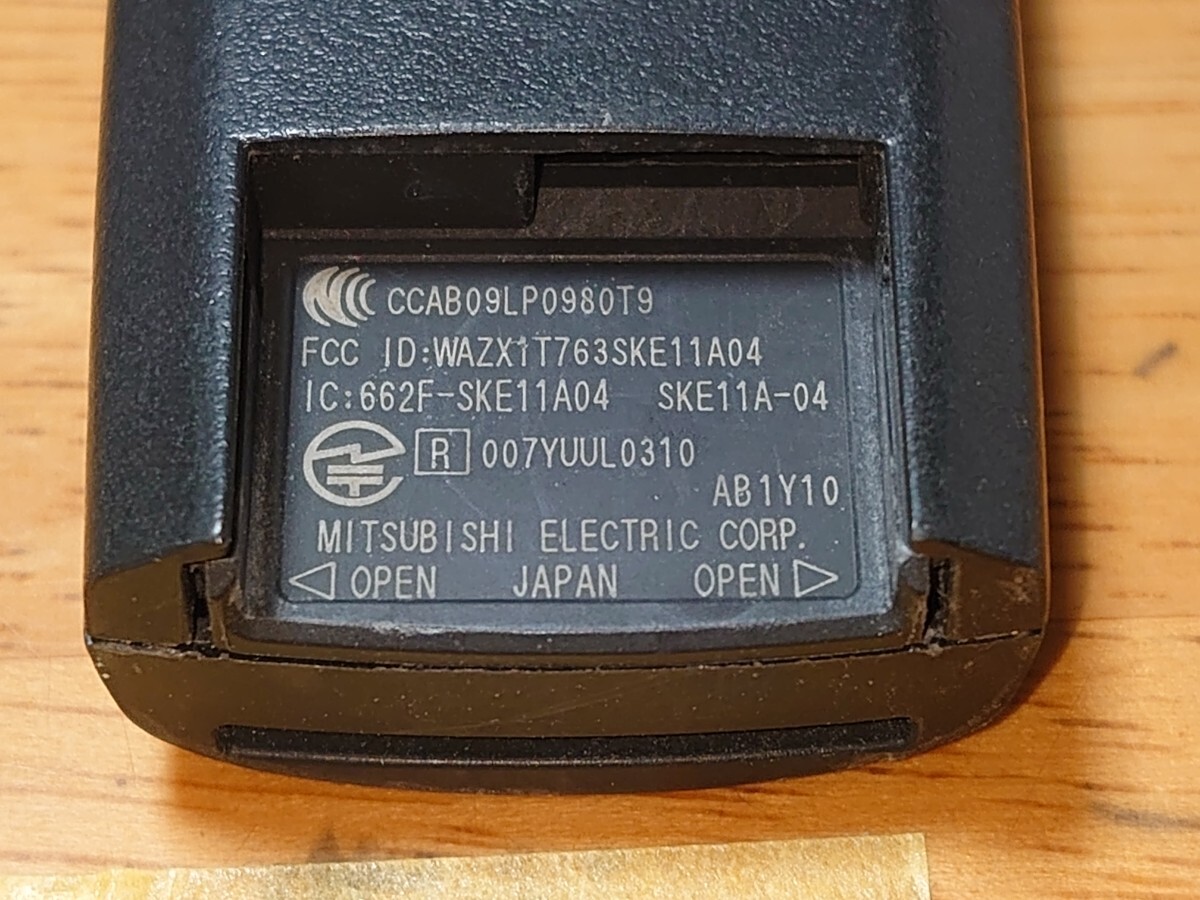 CCAB09LP0980T9
FCC ID:WAZX1T763SKE11A04
IC:662F-SKE11A04 SKE11A-04
R 007YUUL0310
AB1Y10
MITSUBISHI ELECTRIC CORP.
OPEN JAPAN OPEN